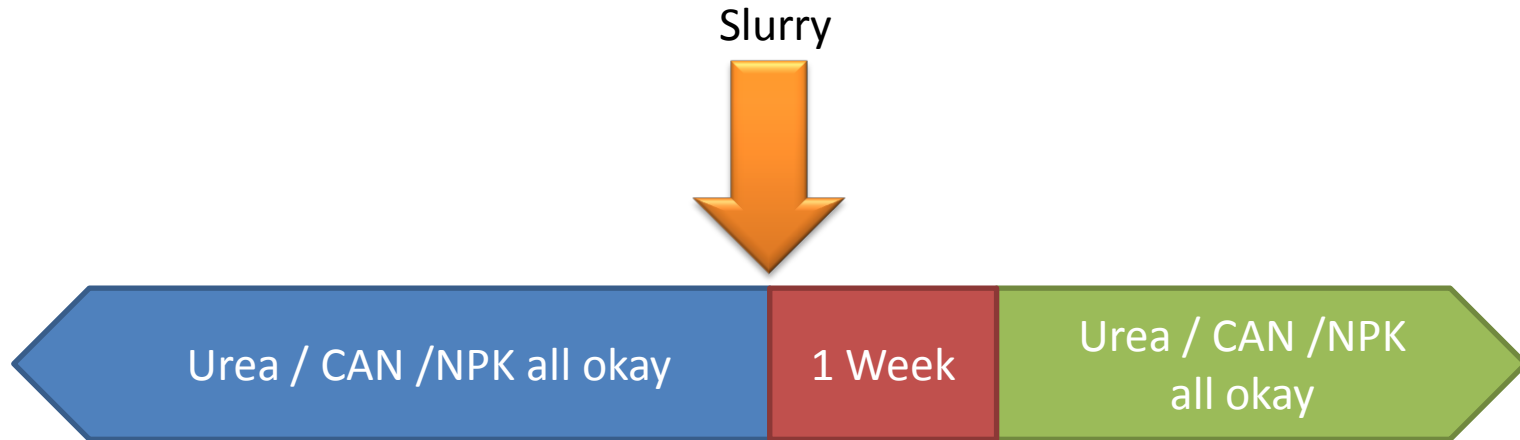 Slurry
Urea / CAN /NPK all okay
1 Week
Urea / CAN /NPK
all okay